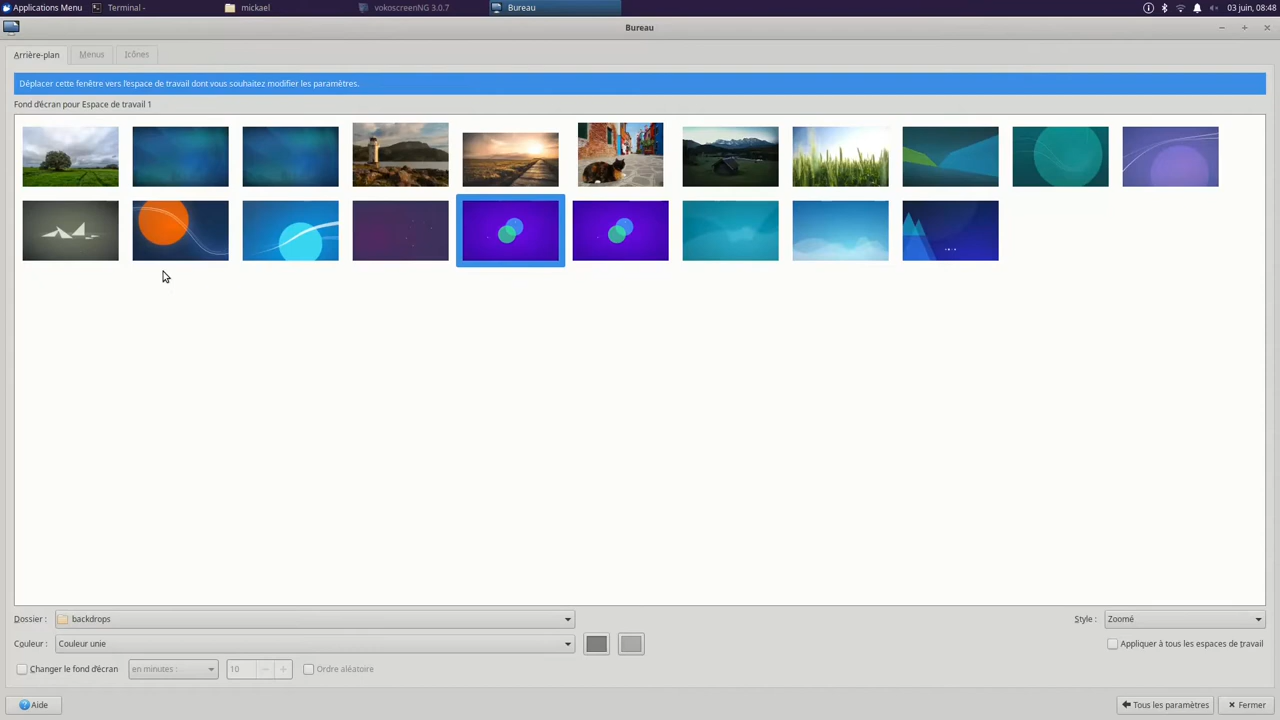 Applications Menu
Terminal -
mickael
vokoscreenNG 3.0.7
Bureau
03 juin, 08:48
Bureau
Arrière-plan
Menus
Icônes
Déplacer cette fenêtre vers l'espace de travail dont vous souhaitez modifier les paramètres.
Fond d'écran pour Espace de travail 1
Dossier :
backdrops
Style :
Zoomé
Couleur :
Couleur unie
Appliquer à tous les espaces de travail
Changer le fond d'écran
en minutes :
10
Ordre aléatoire
Aide
Tous les paramètres
Fermer